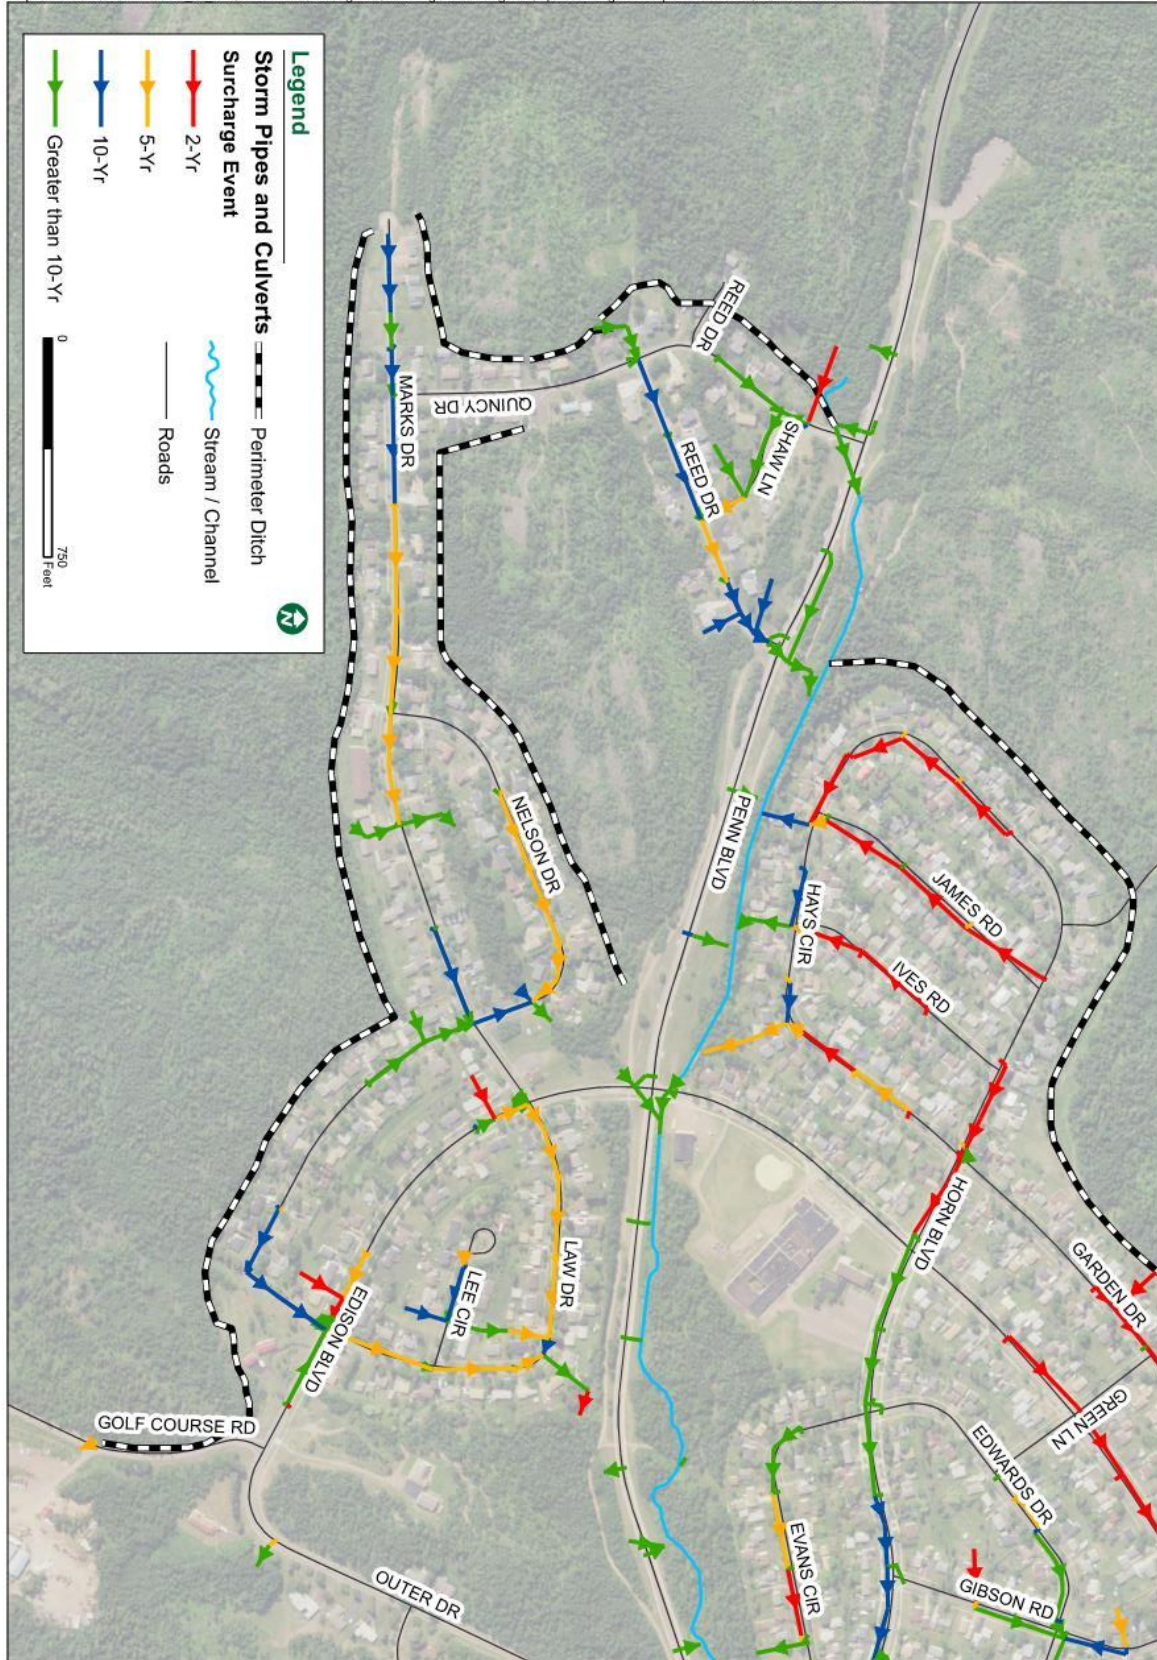 Legend
Storm Pipes and Culverts
Surcharge Event
2-Yr
5-Yr
10-Yr
Greater than 10-Yr
Perimeter Ditch
Stream / Channel
Roads
0
750
Feet
N
REED DR
QUINCY DR
MARKS DR
REED DR
SHAW LN
NELSON DR
PENN BLVD
HAYS CIR
JAMES RD
IVES RD
HORN BLVD
GARDEN DR
GREEN LN
LAW DR
LEE CIR
EDISON BLVD
GOLF COURSE RD
OUTER DR
EDWARDS DR
EVANS CIR
GIBSON RD